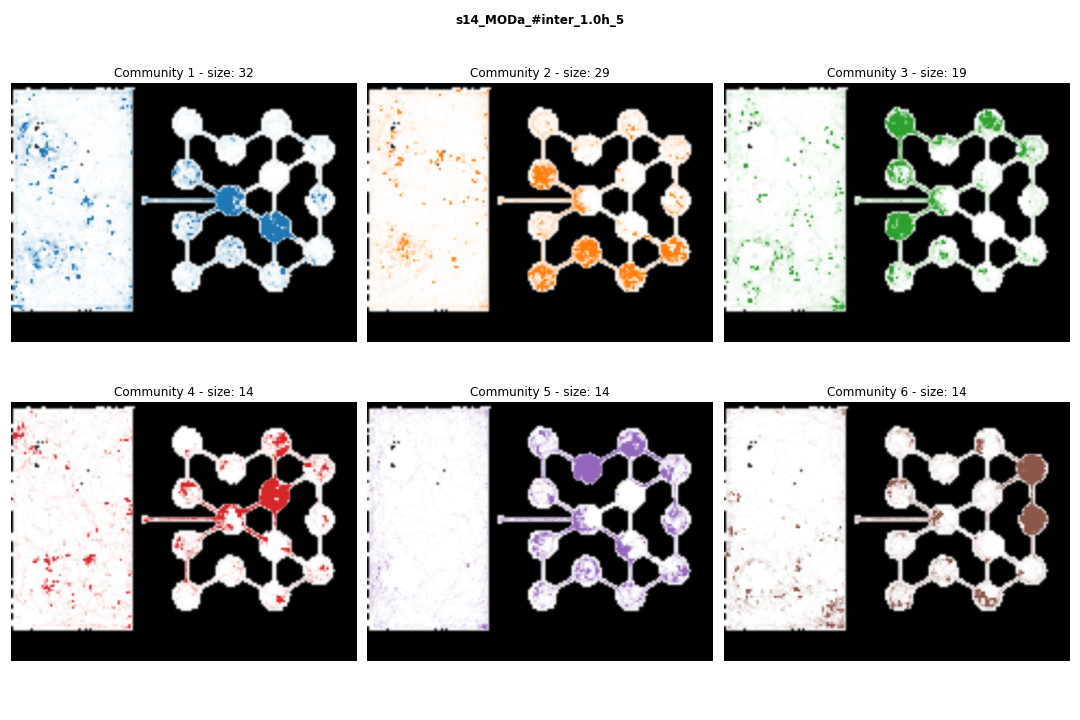 s14_MODa_#inter_1.0h_5
Community 1 - size: 32
Community 2 - size: 29
Community 3 - size: 19
Community 4 - size: 14
Community 5 - size: 14
Community 6 - size: 14